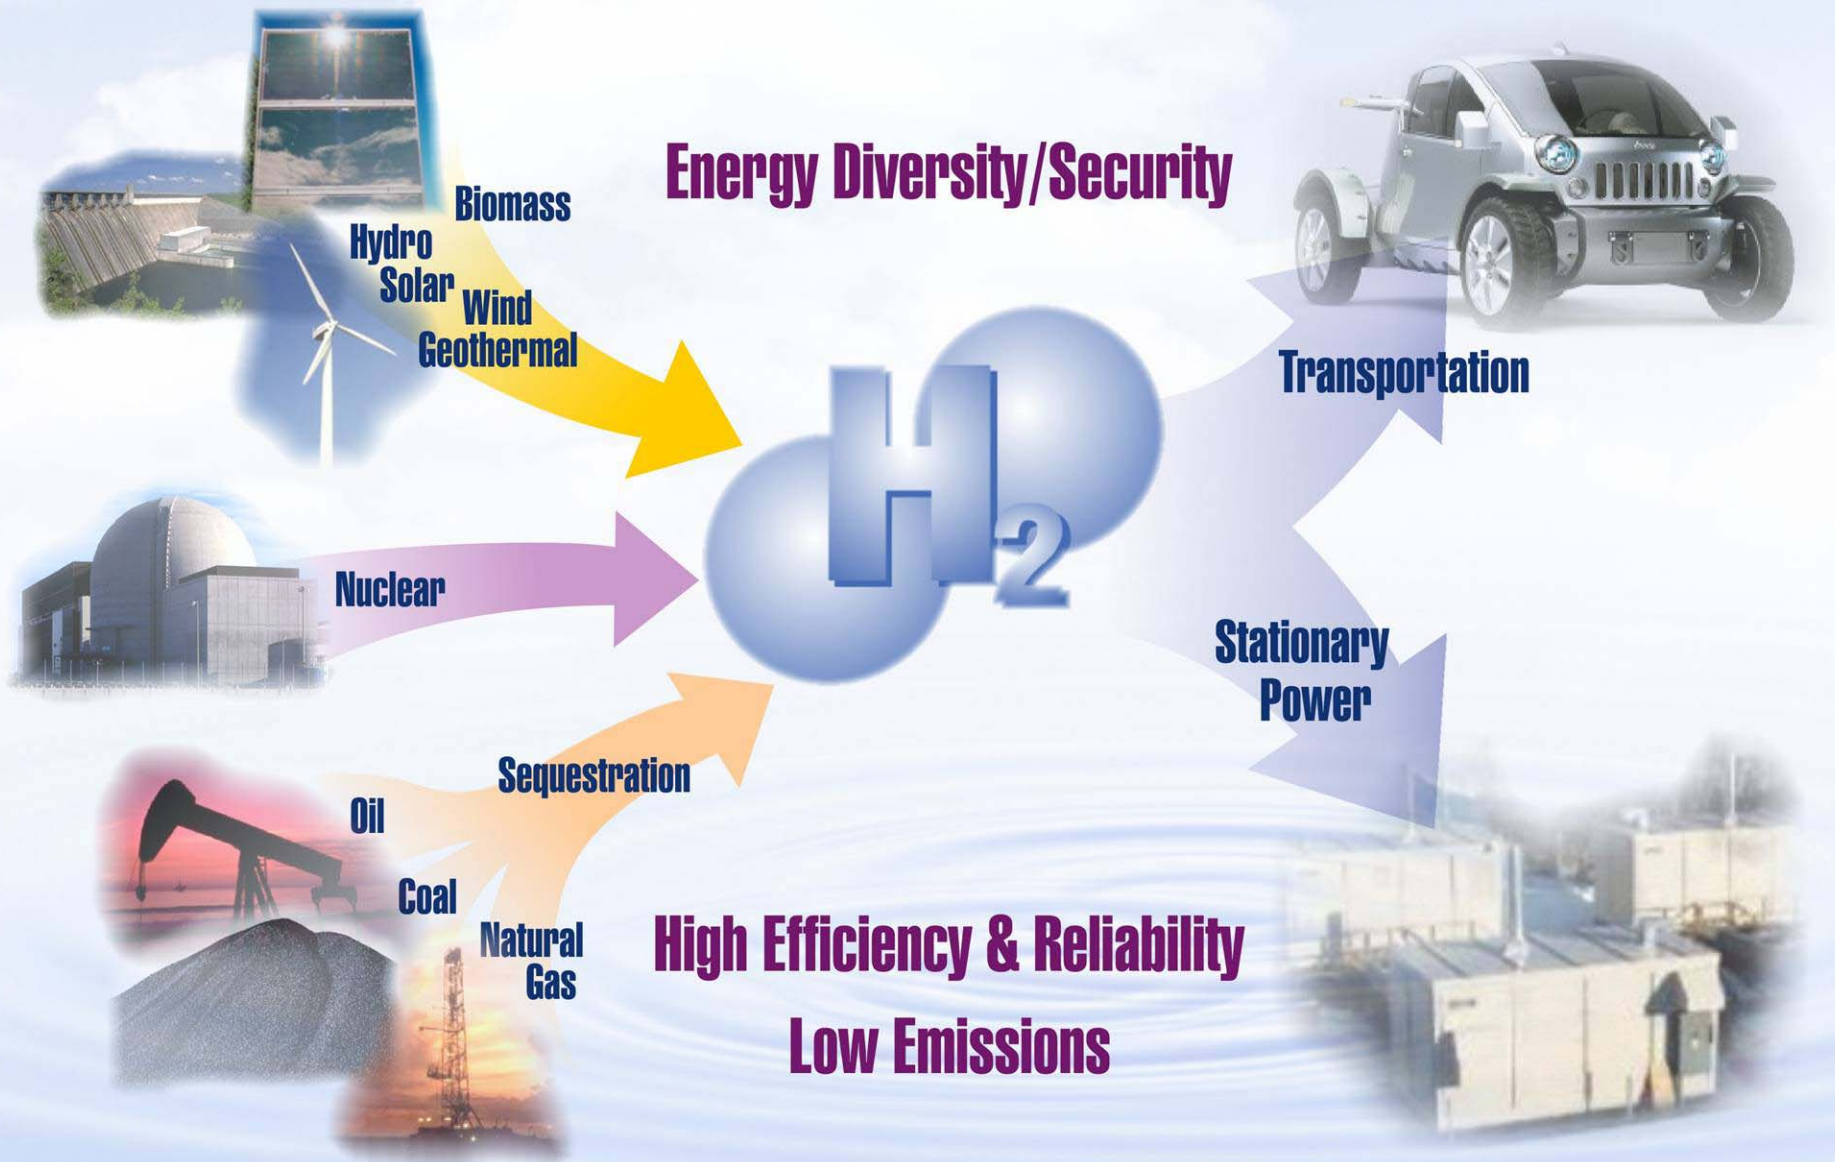 Energy Diversity/Security
Biomass
Hydro
Solar
Wind
Geothermal
H2
Transportation
Nuclear
Stationary
Power
Sequestration
Oil
Coal
Natural
Gas
High Efficiency & Reliability
Low Emissions